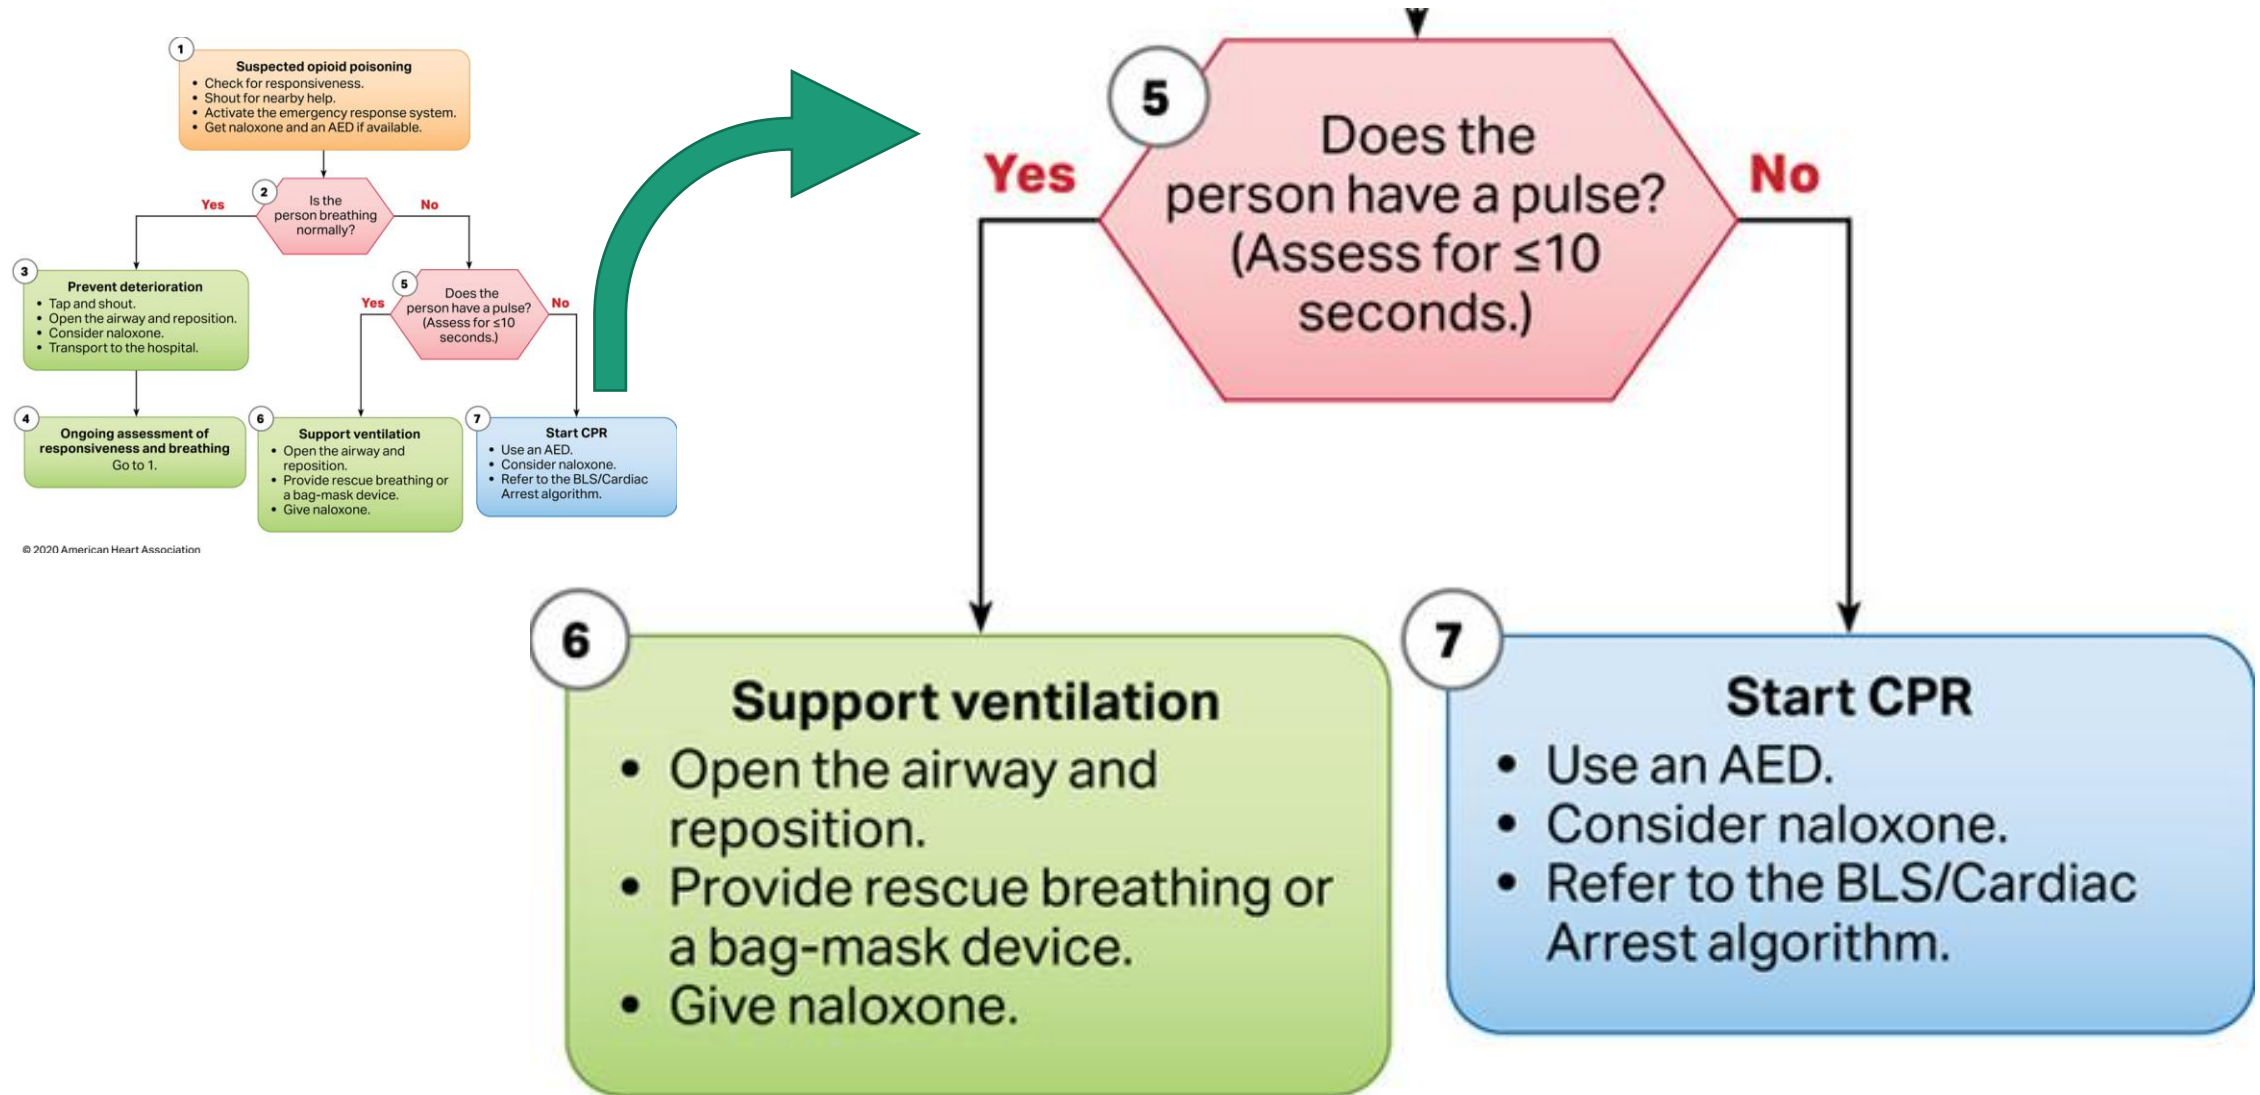 1
Suspected opioid poisoning
• Check for responsiveness.
• Shout for nearby help.
• Activate the emergency response system.
• Get naloxone and an AED if available.
2
Is the
person breathing
normally?
Yes
No
3
Prevent deterioration
• Tap and shout.
• Open the airway and reposition.
• Consider naloxone.
• Transport to the hospital.
5
Does the
person have a pulse?
(Assess for ≤10
seconds.)
Yes
No
4
Ongoing assessment of
responsiveness and breathing
Go to 1.
6
Support ventilation
• Open the airway and
reposition.
• Provide rescue breathing or
a bag-mask device.
• Give naloxone.
7
Start CPR
• Use an AED.
• Consider naloxone.
• Refer to the BLS/Cardiac
Arrest algorithm.
© 2020 American Heart Association
5
Does the
person have a pulse?
(Assess for ≤10
seconds.)
Yes
No
6
Support ventilation
• Open the airway and
reposition.
• Provide rescue breathing or
a bag-mask device.
• Give naloxone.
7
Start CPR
• Use an AED.
• Consider naloxone.
• Refer to the BLS/Cardiac
Arrest algorithm.